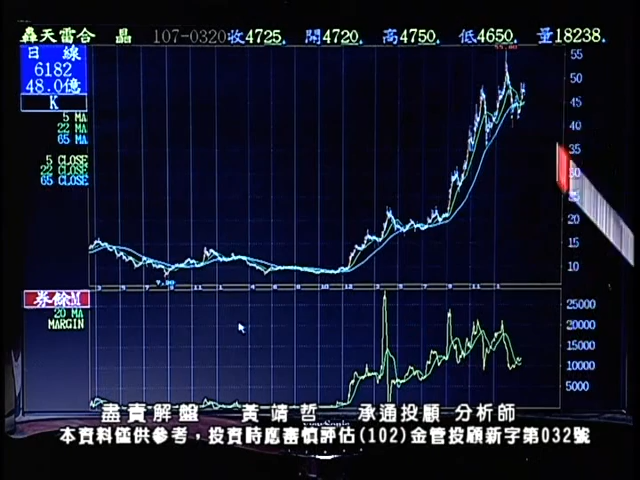 轟天雷合 晶 107-0320收4725. 開4720. 高4750. 低4650. 量18238.
日 線
6182
48.0億
K
5 MA
22 MA
65 MA
5 CLOSE
22 CLOSE
65 CLOSE
55.80
55
50
45
40
35
30
20
15
10
券餘M
20 MA
MARGIN
25000
20000
15000
10000
5000
盡責解盤 黃靖哲 承通投顧 分析師
本資料僅供參考，投資時應審慎評估(102)金管投顧新字第032號